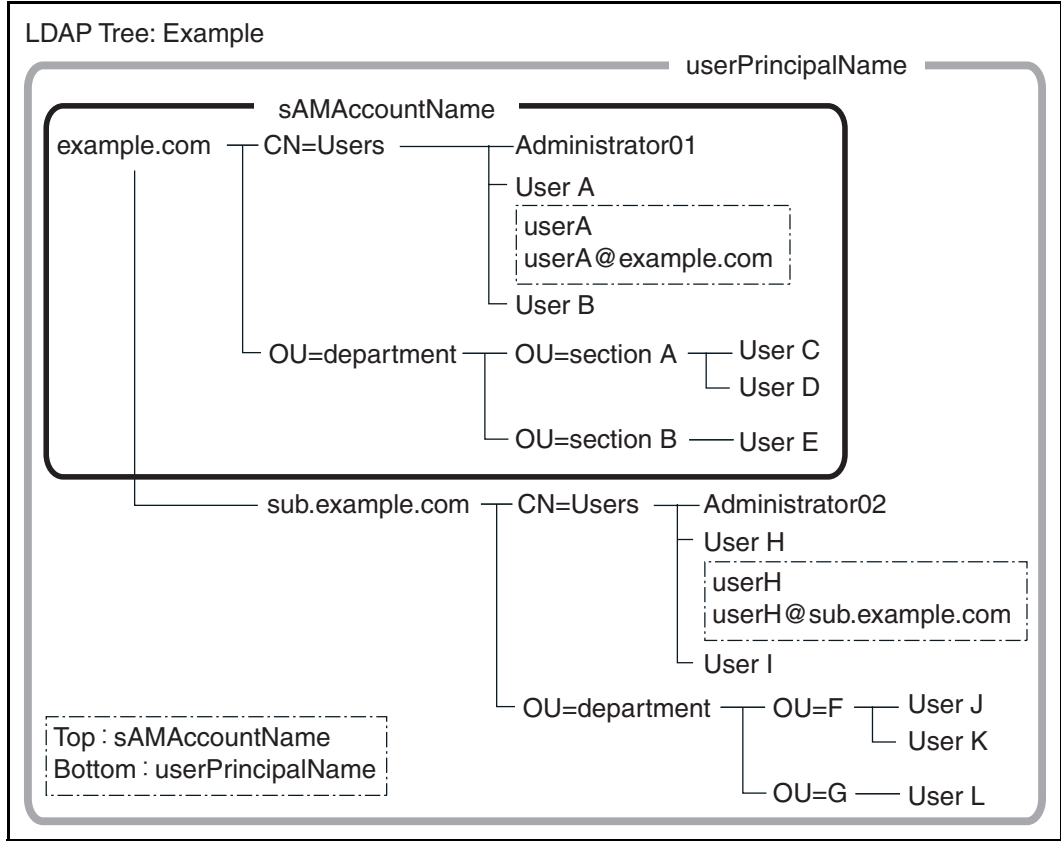 LDAP Tree: Example
userPrincipalName
sAMAccountName
example.com CN=Users Administrator01
User A
userA
userA@example.com
User B
OU=department OU=section A User C
User D
OU=section B User E
sub.example.com CN=Users Administrator02
User H
userH
userH@sub.example.com
User I
OU=department OU=F User J
User K
OU=G User L
Top : sAMAccountName
Bottom : userPrincipalName